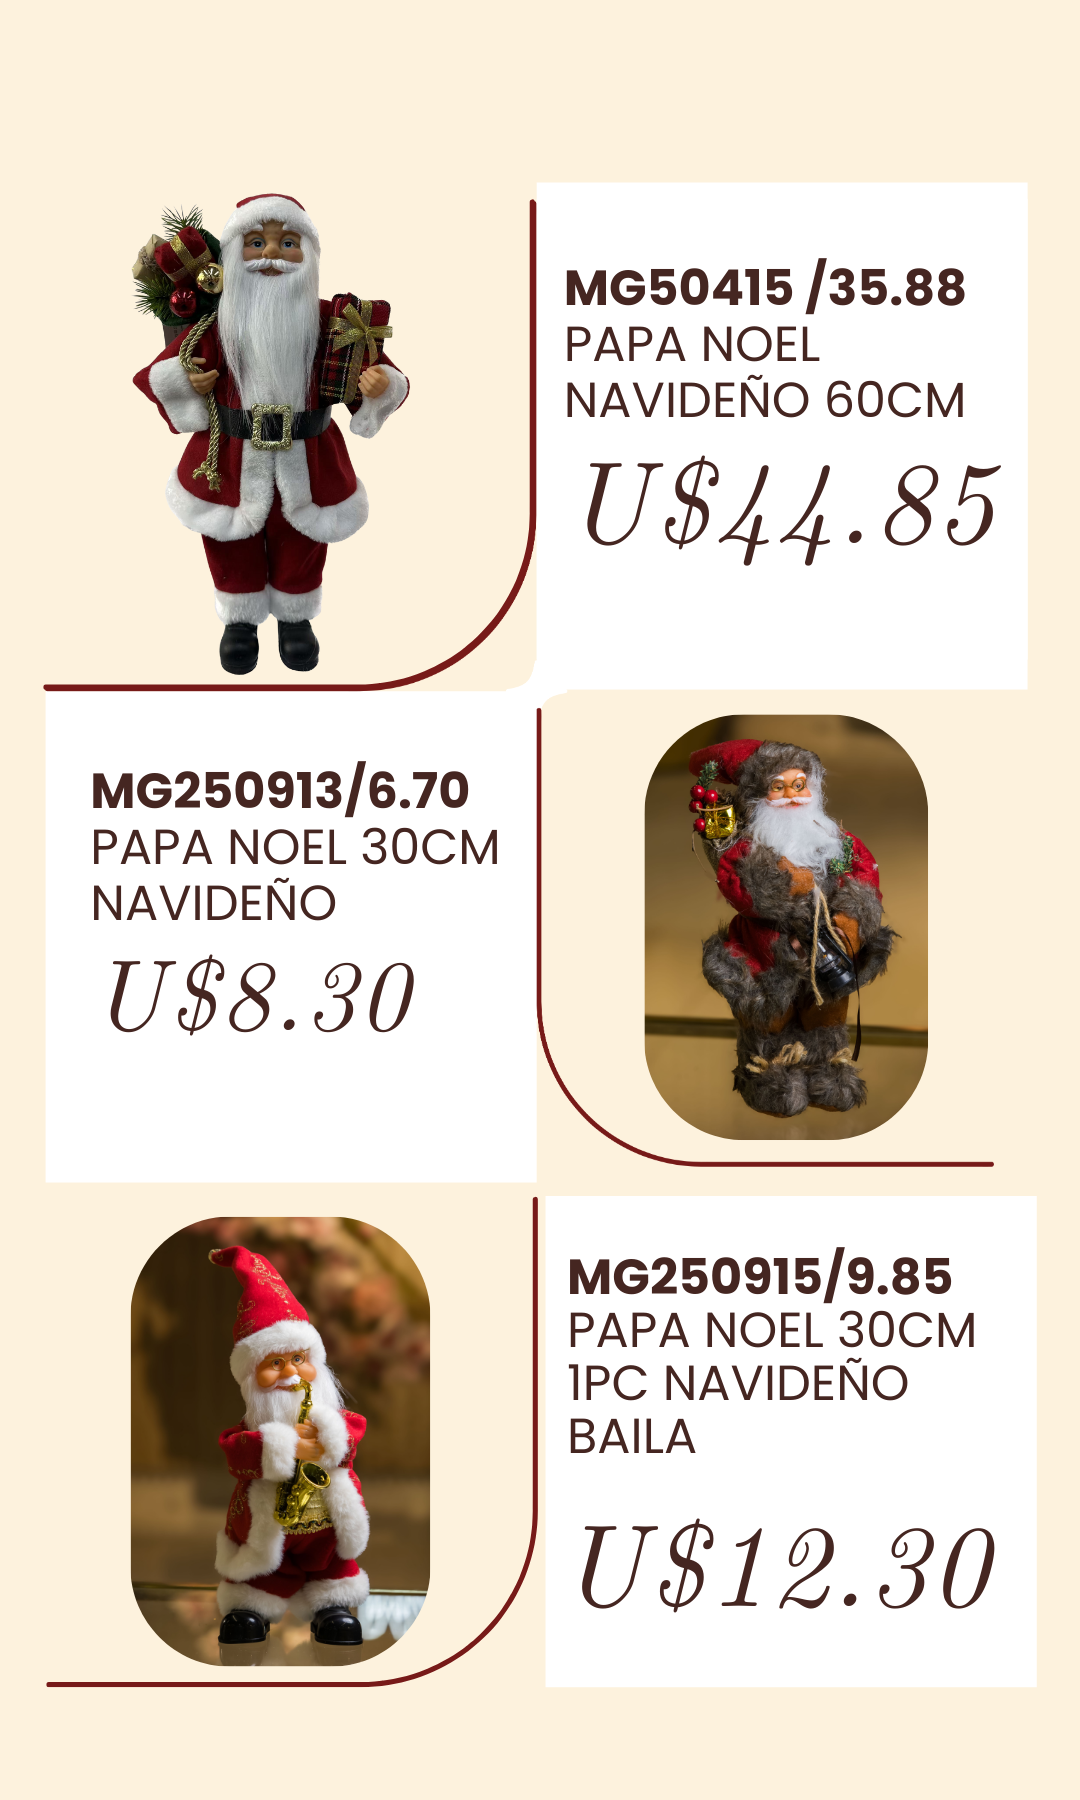 MG50415 /35.88
PAPA NOEL
NAVIDEÑO 60CM
U$44.85
MG250913/6.70
PAPA NOEL 30CM
NAVIDEÑO
U$8.30
MG250915/9.85
PAPA NOEL 30CM
1PC NAVIDEÑO
BAILA
U$12.30